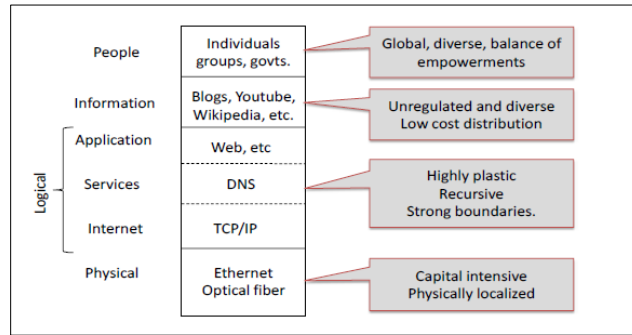 People
Individuals
groups, govts.
Global, diverse, balance of
empowerments
Information
Blogs, Youtube,
Wikipedia, etc.
Unregulated and diverse
Low cost distribution
Logical
Application
Web, etc
Services
DNS
Highly plastic
Recursive
Strong boundaries.
Internet
TCP/IP
Physical
Ethernet
Optical fiber
Capital intensive
Physically localized